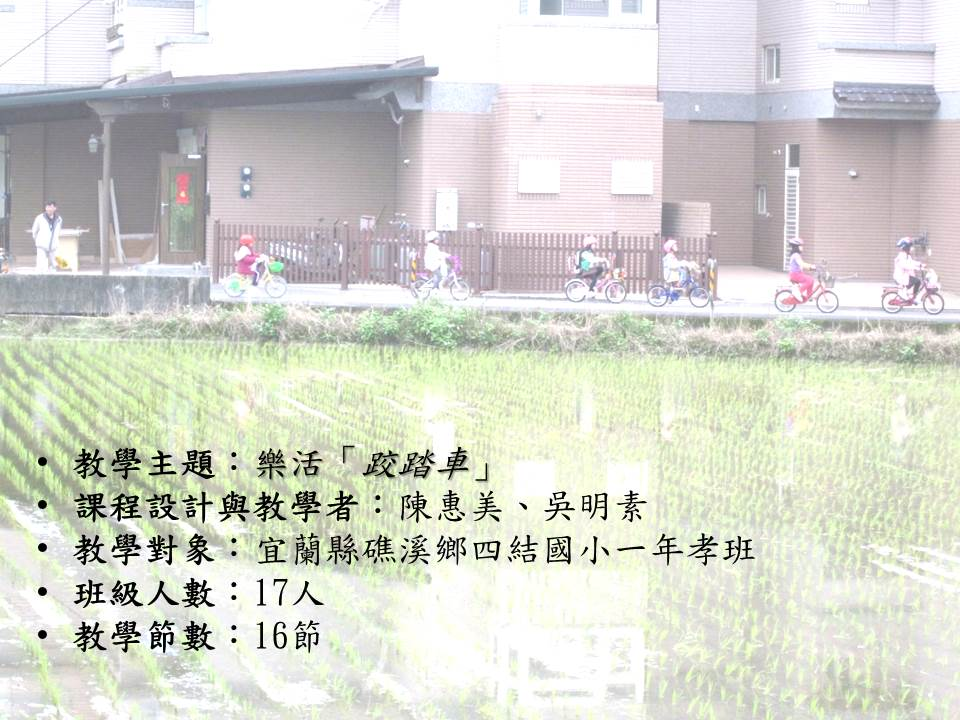 • 教學主題：樂活「跤踏車」
• 課程設計與教學者：陳惠美、吳明素
• 教學對象：宜蘭縣礁溪鄉四結國小一年孝班
• 班級人數：17人
• 教學節數：16節